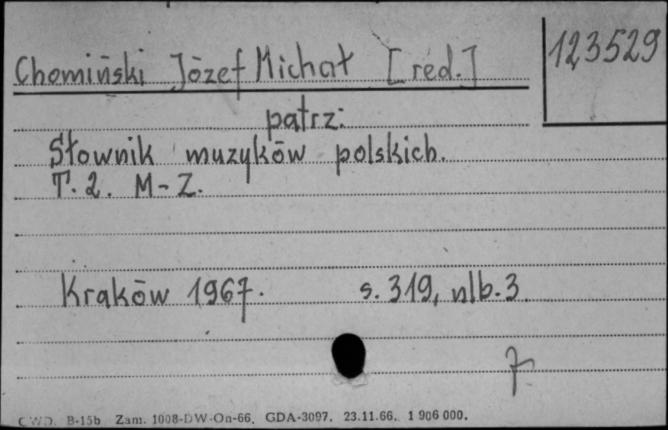 Chomiński Józef Michał [red.]
123529
patrz:
Słownik muzyków polskich.
T. 2. M-Z.
Kraków 1967. s. 319, nlb. 3
7
CWD. B-15b Zam. 1008-DW-On-66. GDA-3097. 23.11.66. 1 906 000.